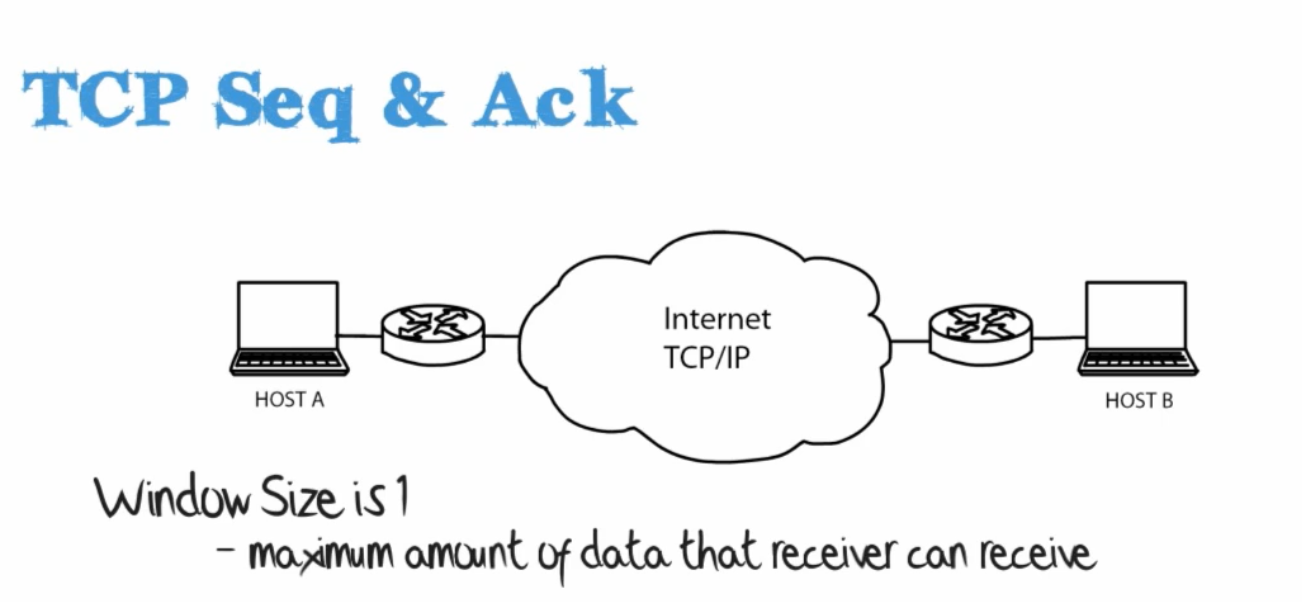 TCP Seq & Ack
Internet
TCP/IP
HOST A
HOST B
Window Size is 1
- maximum amount of data that receiver can receive